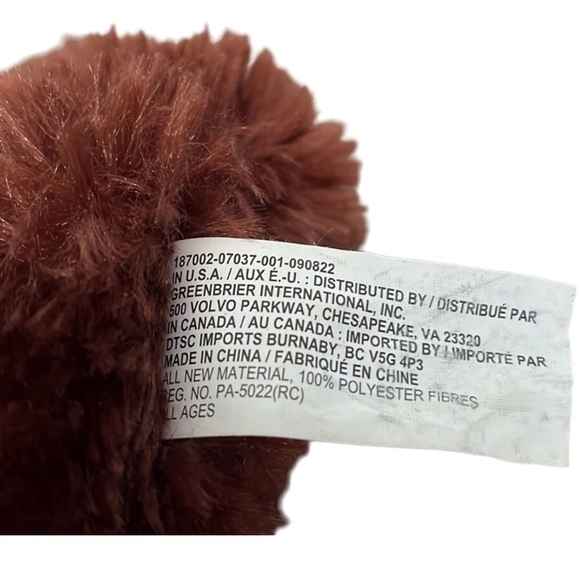 187002-07037-001-090822
IN U.S.A. / AUX É.-U. : DISTRIBUTED BY / DISTRIBUÉ PAR
GREENBRIER INTERNATIONAL, INC.
500 VOLVO PARKWAY, CHESAPEAKE, VA 23320
IN CANADA / AU CANADA : IMPORTED BY / IMPORTÉ PAR
DTSC IMPORTS BURNABY, BC V5G 4P3
MADE IN CHINA / FABRIQUÉ EN CHINE
ALL NEW MATERIAL, 100% POLYESTER FIBRES
REG. NO. PA-5022(RC)
LL AGES